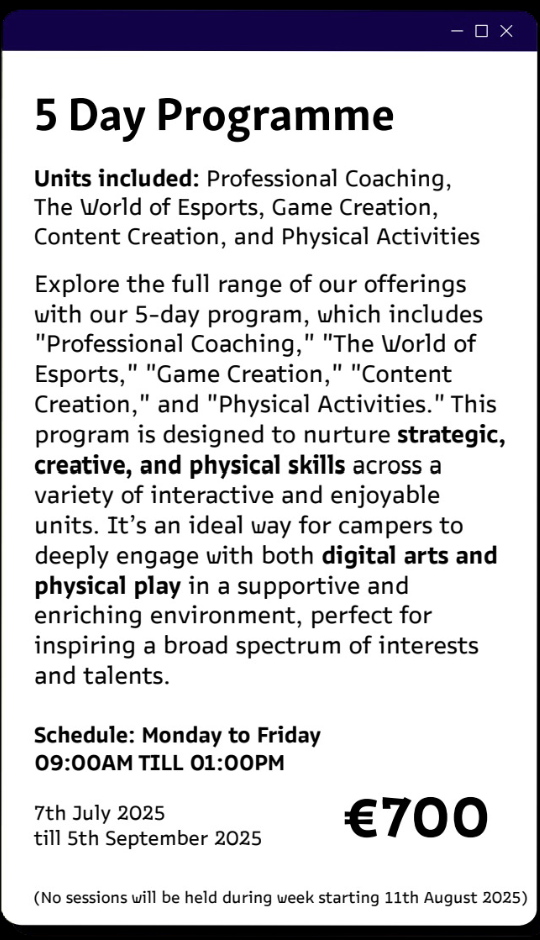 5 Day Programme
Units included: Professional Coaching,
The World of Esports, Game Creation,
Content Creation, and Physical Activities
Explore the full range of our offerings
with our 5-day program, which includes
"Professional Coaching," "The World of
Esports," "Game Creation," "Content
Creation," and "Physical Activities." This
program is designed to nurture strategic,
creative, and physical skills across a
variety of interactive and enjoyable
units. It’s an ideal way for campers to
deeply engage with both digital arts and
physical play in a supportive and
enriching environment, perfect for
inspiring a broad spectrum of interests
and talents.
Schedule: Monday to Friday
09:00AM TILL 01:00PM
7th July 2025
till 5th September 2025
€700
(No sessions will be held during week starting 11th August 2025)